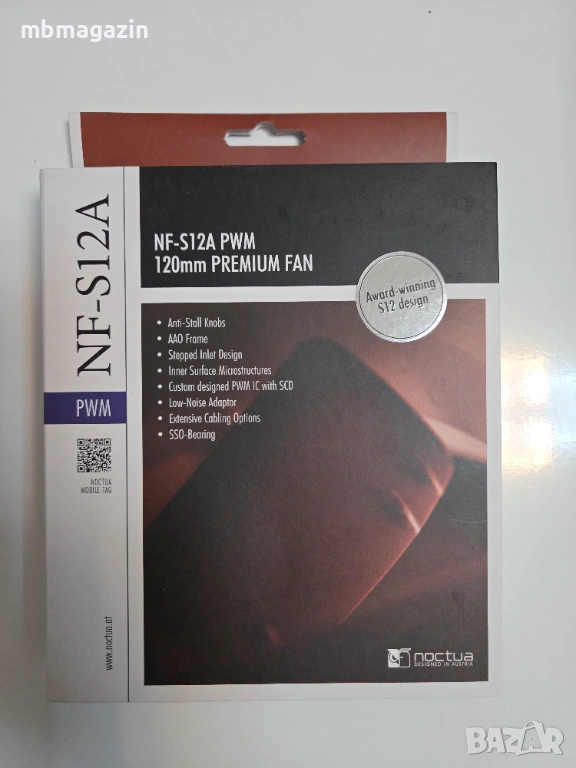 mbmagazin
NF-S12A
PWM
NOCTUA
MOBILE-TAG
www.noctua.at
NF-S12A PWM
120mm PREMIUM FAN
Award-winning
S12 design
• Anti-Stall Knobs
• AAO Frame
• Stepped Inlet Design
• Inner Surface Microstructures
• Custom designed PWM IC with SCD
• Low-Noise Adaptor
• Extensive Cabling Options
• SSO-Bearing
noctua
DESIGNED IN AUSTRIA
BAZAR
.bg